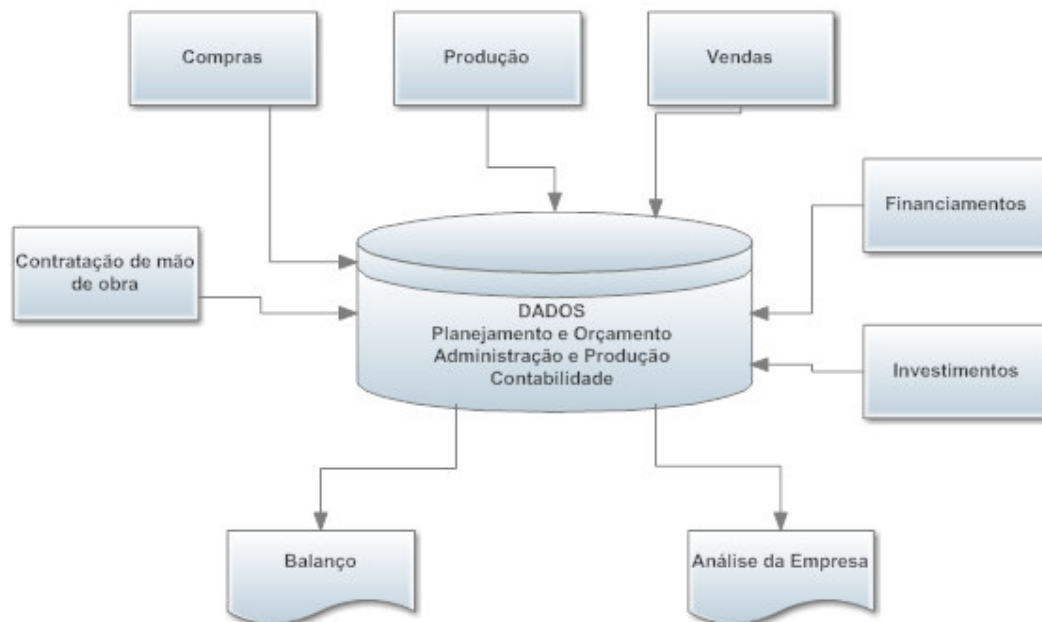 Compras
Produção
Vendas
Financiamentos
Contratação de mão
de obra
DADOS
Planejamento e Orçamento
Administração e Produção
Contabilidade
Investimentos
Balanço
Análise da Empresa